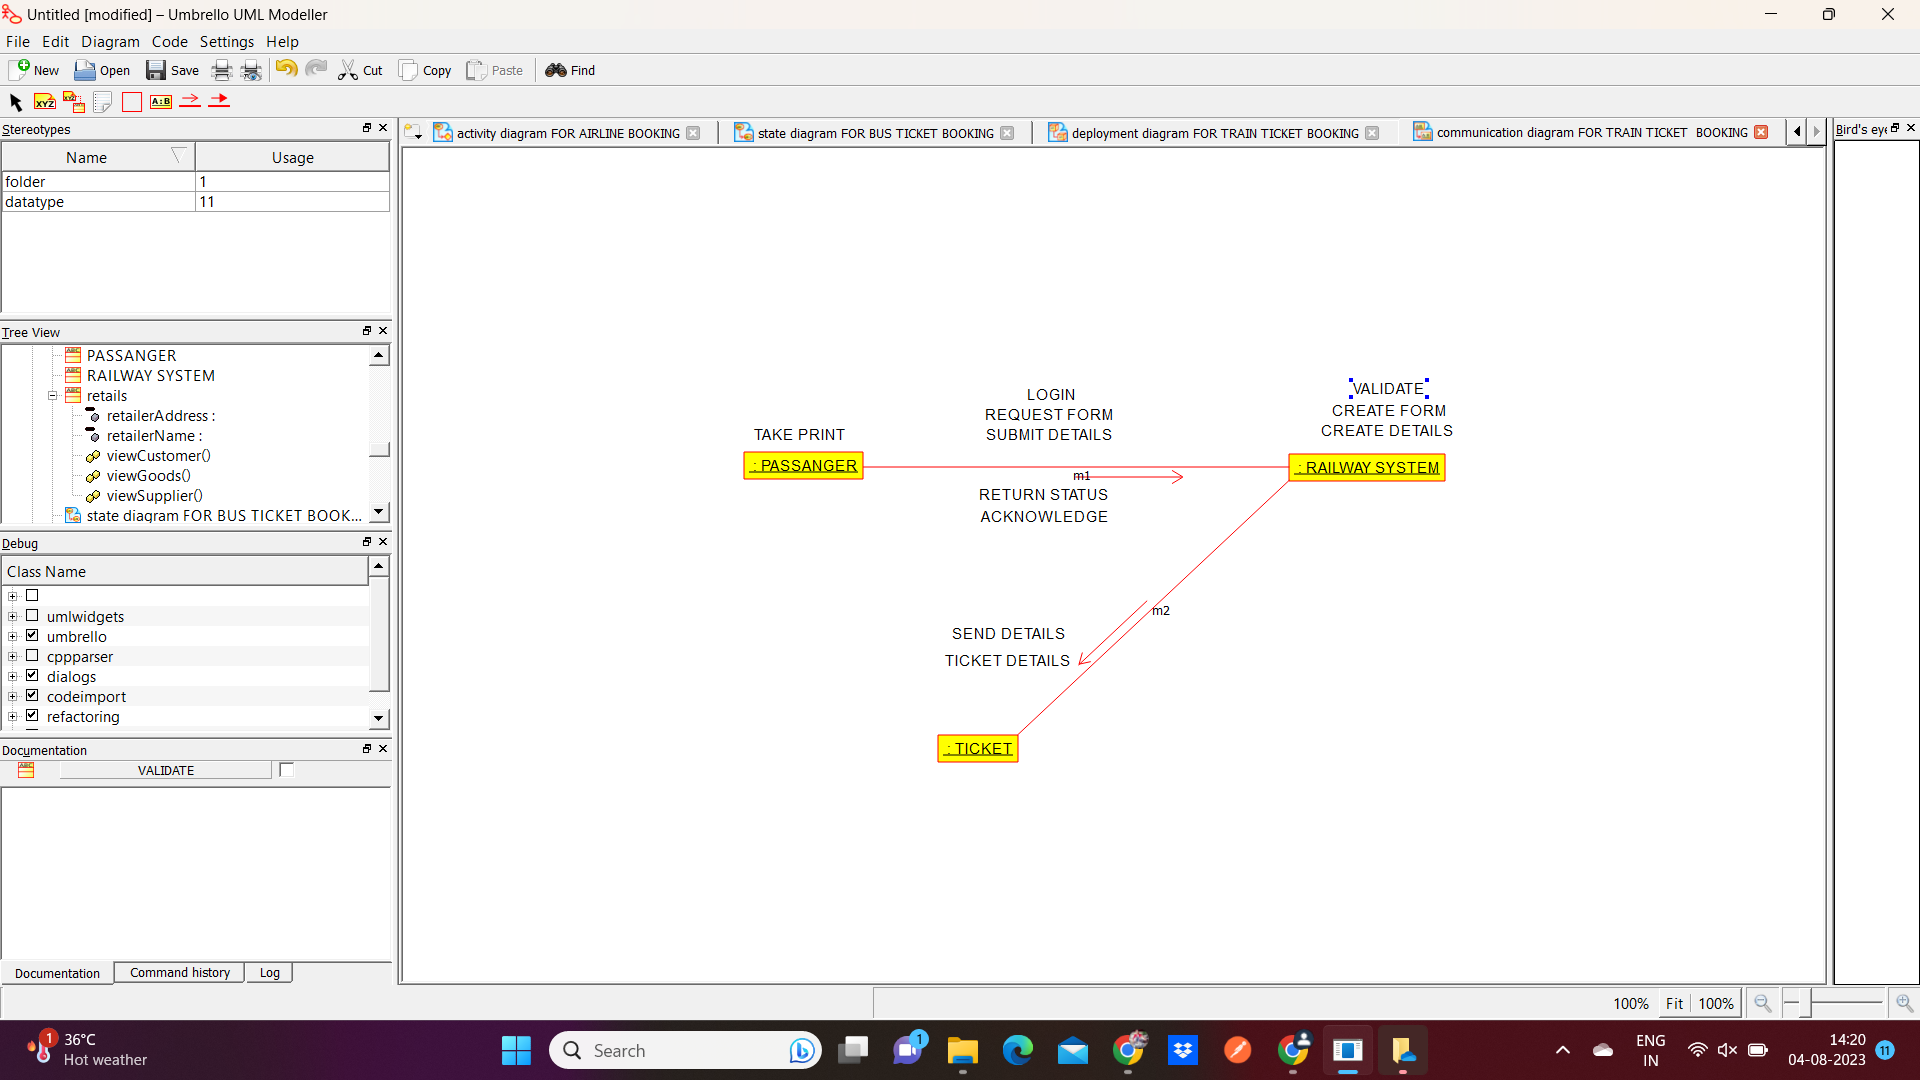 Untitled [modified] – Umbrello UML Modeller
File Edit Diagram Code Settings Help
New Open Save Cut Copy Paste Find
XYZ XYZ A:B
Stereotypes
Name Usage
folder 1
datatype 11
Tree View
PASSANGER
RAILWAY SYSTEM
retails
retailerAddress :
retailerName :
viewCustomer()
viewGoods()
viewSupplier()
state diagram FOR BUS TICKET BOOK...
Debug
Class Name
umlwidgets
umbrello
cppparser
dialogs
codeimport
refactoring
Documentation
VALIDATE
Documentation Command history Log
activity diagram FOR AIRLINE BOOKING state diagram FOR BUS TICKET BOOKING deployment diagram FOR TRAIN TICKET BOOKING communication diagram FOR TRAIN TICKET BOOKING
Bird's eye
LOGIN
REQUEST FORM
SUBMIT DETAILS
VALIDATE
CREATE FORM
CREATE DETAILS
TAKE PRINT
: PASSANGER
: RAILWAY SYSTEM
m1
RETURN STATUS
ACKNOWLEDGE
m2
SEND DETAILS
TICKET DETAILS
: TICKET
100% Fit 100%
1
36°C
Hot weather
Search
1
ENG
IN
14:20
04-08-2023
11